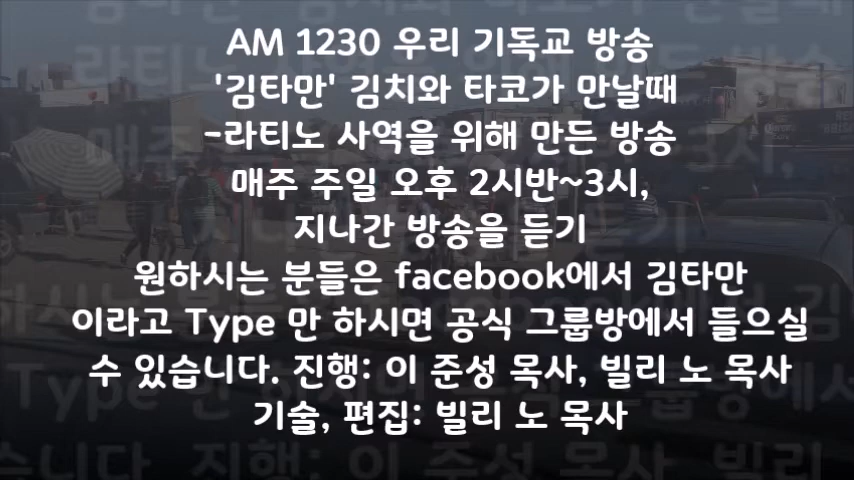 AM 1230 우리 기독교 방송
'김타만' 김치와 타코가 만날때
-라티노 사역을 위해 만든 방송
매주 주일 오후 2시반~3시,
지나간 방송을 듣기
원하시는 분들은 facebook에서 김타만
이라고 Type 만 하시면 공식 그룹방에서 들으실
수 있습니다. 진행: 이 준성 목사, 빌리 노 목사
기술, 편집: 빌리 노 목사